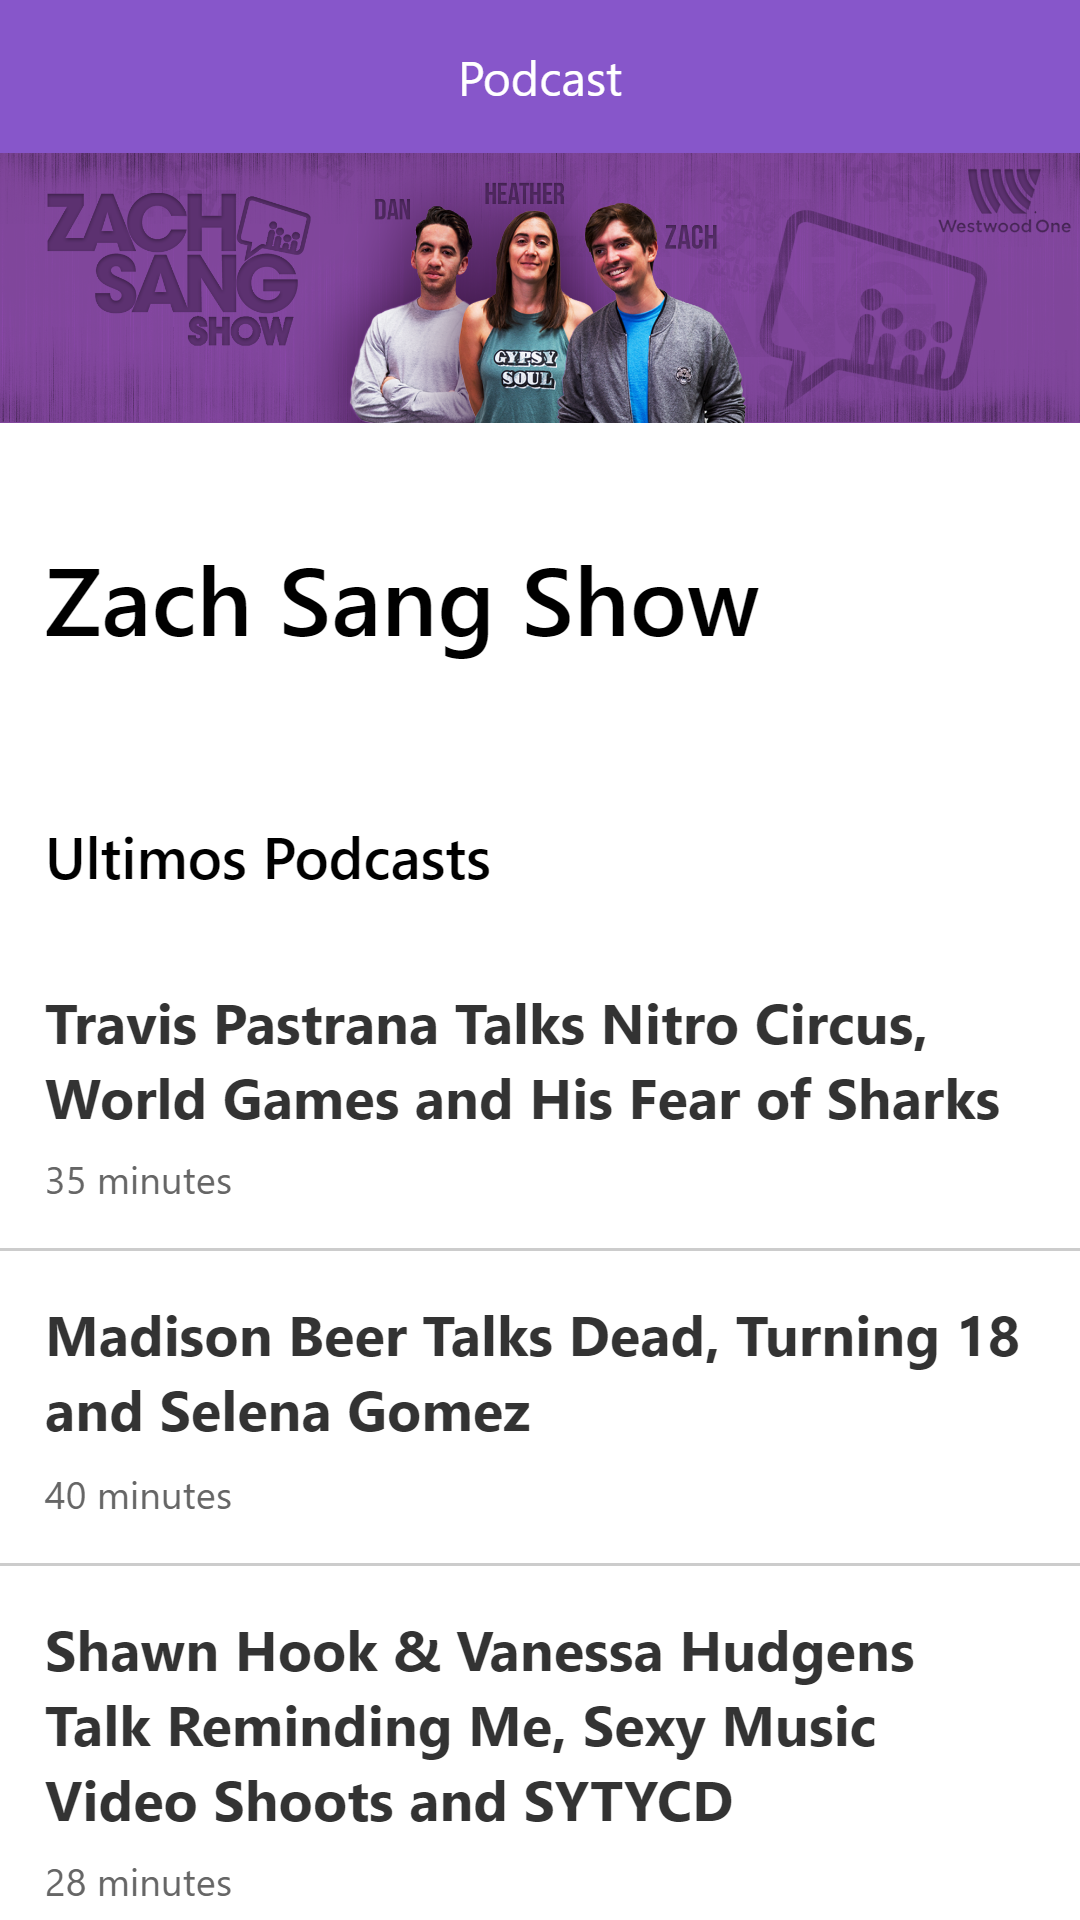 Podcast
ZACH
SANG
SHOW
DAN
HEATHER
ZACH
Westwood One
GYPSY
SOUL
Zach Sang Show
Ultimos Podcasts
Travis Pastrana Talks Nitro Circus,
World Games and His Fear of Sharks
35 minutes
Madison Beer Talks Dead, Turning 18
and Selena Gomez
40 minutes
Shawn Hook & Vanessa Hudgens
Talk Reminding Me, Sexy Music
Video Shoots and SYTYCD
28 minutes